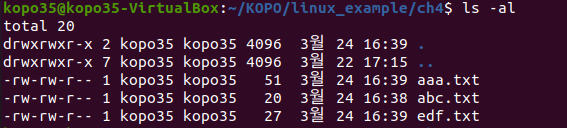 kopo35@kopo35-VirtualBox:~/KOPO/linux_example/ch4$ ls -al
total 20
drwxrwxr-x 2 kopo35 kopo35 4096  3월 24 16:39 .
drwxrwxr-x 7 kopo35 kopo35 4096  3월 22 17:15 ..
-rw-rw-r-- 1 kopo35 kopo35   51  3월 24 16:39 aaa.txt
-rw-rw-r-- 1 kopo35 kopo35   20  3월 24 16:38 abc.txt
-rw-rw-r-- 1 kopo35 kopo35   27  3월 24 16:39 edf.txt